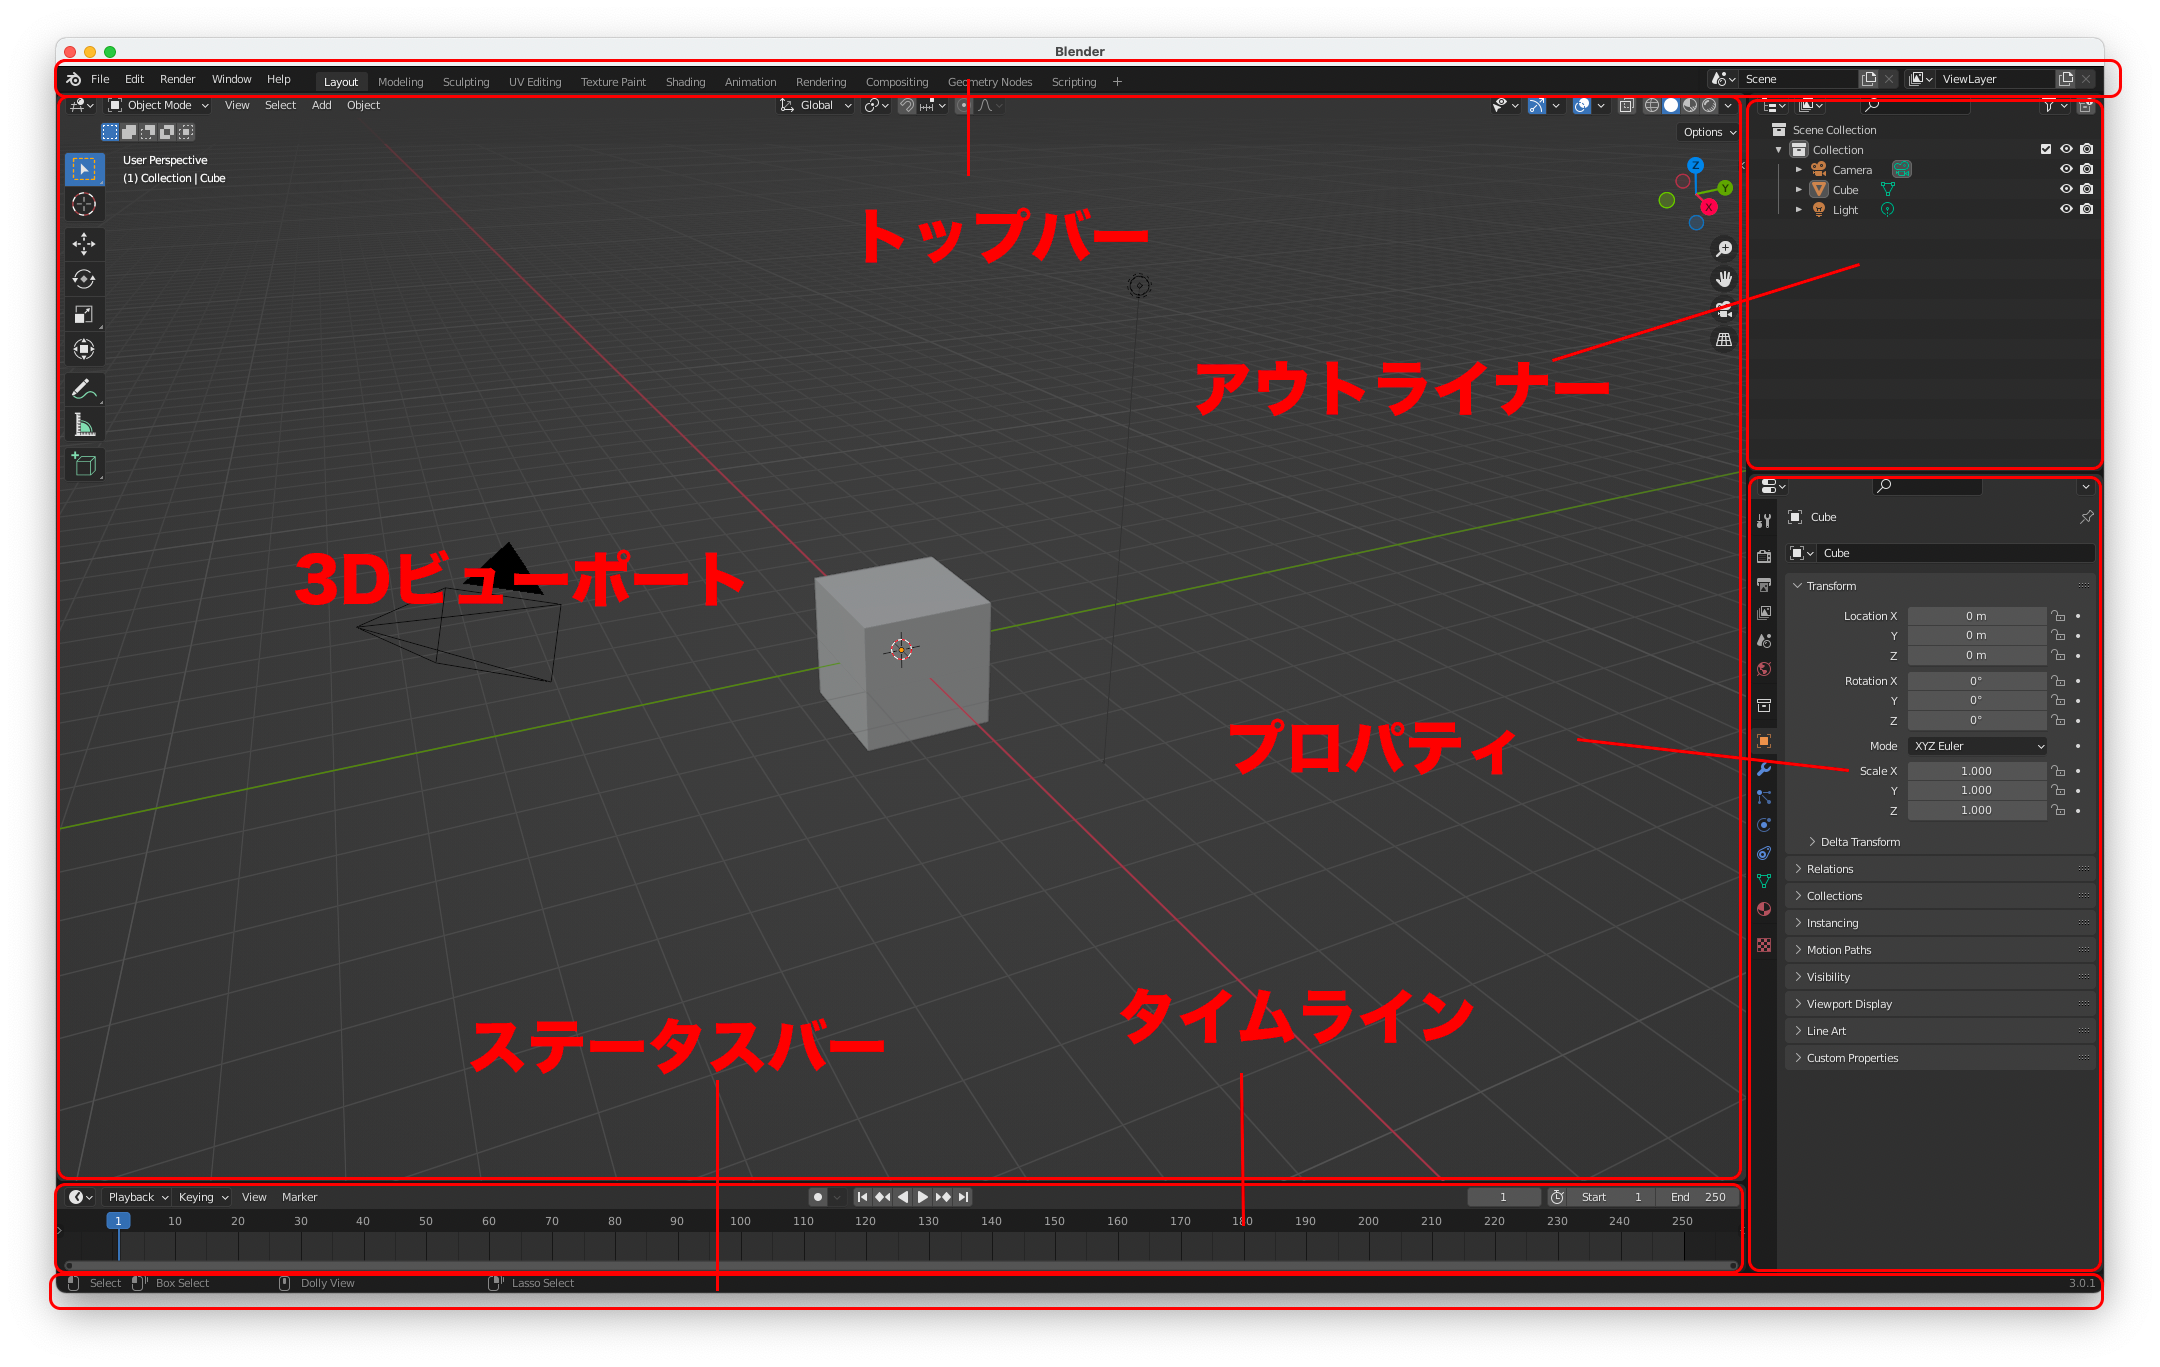 Blender
File Edit Render Window Help Layout Modeling Sculpting UV Editing Texture Paint Shading Animation Rendering Compositing Geometry Nodes Scripting + Scene ViewLayer
Object Mode View Select Add Object Global
Options
User Perspective
(1) Collection | Cube
Z
Y
X
トップバー
アウトライナー
3Dビューポート
プロパティ
ステータスバー
タイムライン
Scene Collection
Collection
Camera
Cube
Light
Cube
Cube
Transform
Location X 0 m
Y 0 m
Z 0 m
Rotation X 0°
Y 0°
Z 0°
Mode XYZ Euler
Scale X 1.000
Y 1.000
Z 1.000
Delta Transform
Relations
Collections
Instancing
Motion Paths
Visibility
Viewport Display
Line Art
Custom Properties
Playback Keying View Marker 1 Start 1 End 250
1 10 20 30 40 50 60 70 80 90 100 110 120 130 140 150 160 170 180 190 200 210 220 230 240 250
Select Box Select Dolly View Lasso Select 3.0.1